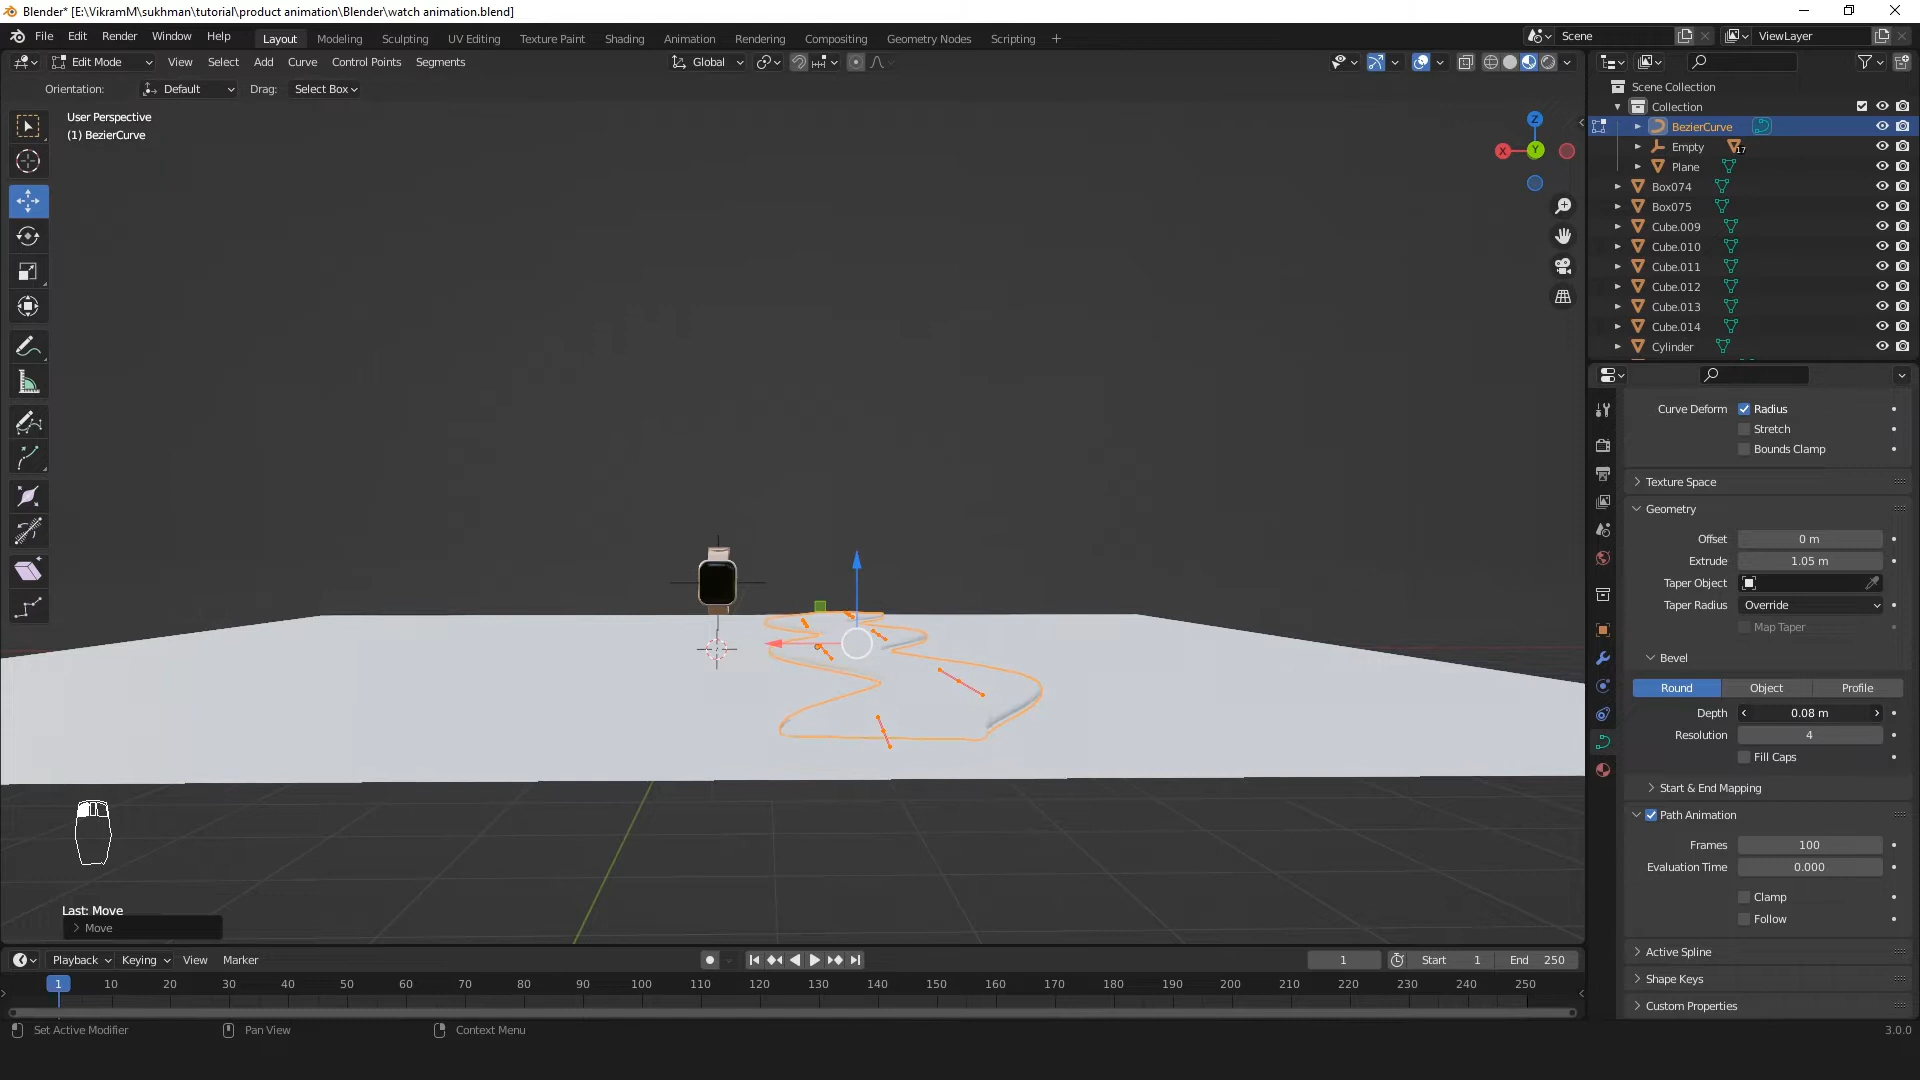 Blender* [E:\VikramM\sukhman\tutorial\product animation\Blender\watch animation.blend]
File Edit Render Window Help Layout Modeling Sculpting UV Editing Texture Paint Shading Animation Rendering Compositing Geometry Nodes Scripting + Scene ViewLayer
Edit Mode View Select Add Curve Control Points Segments Global
Orientation: Default Drag: Select Box
User Perspective
(1) BezierCurve
Z
X
Y
Scene Collection
Collection
BezierCurve
Empty 17
Plane
Box074
Box075
Cube.009
Cube.010
Cube.011
Cube.012
Cube.013
Cube.014
Cylinder
Curve Deform Radius
Stretch
Bounds Clamp
Texture Space
Geometry
Offset 0 m
Extrude 1.05 m
Taper Object
Taper Radius Override
Map Taper
Bevel
Round Object Profile
Depth 0.08 m
Resolution 4
Fill Caps
Start & End Mapping
Path Animation
Frames 100
Evaluation Time 0.000
Clamp
Follow
Active Spline
Shape Keys
Custom Properties
Last: Move
Move
Playback Keying View Marker 1 Start 1 End 250
1 10 20 30 40 50 60 70 80 90 100 110 120 130 140 150 160 170 180 190 200 210 220 230 240 250
Set Active Modifier Pan View Context Menu 3.0.0